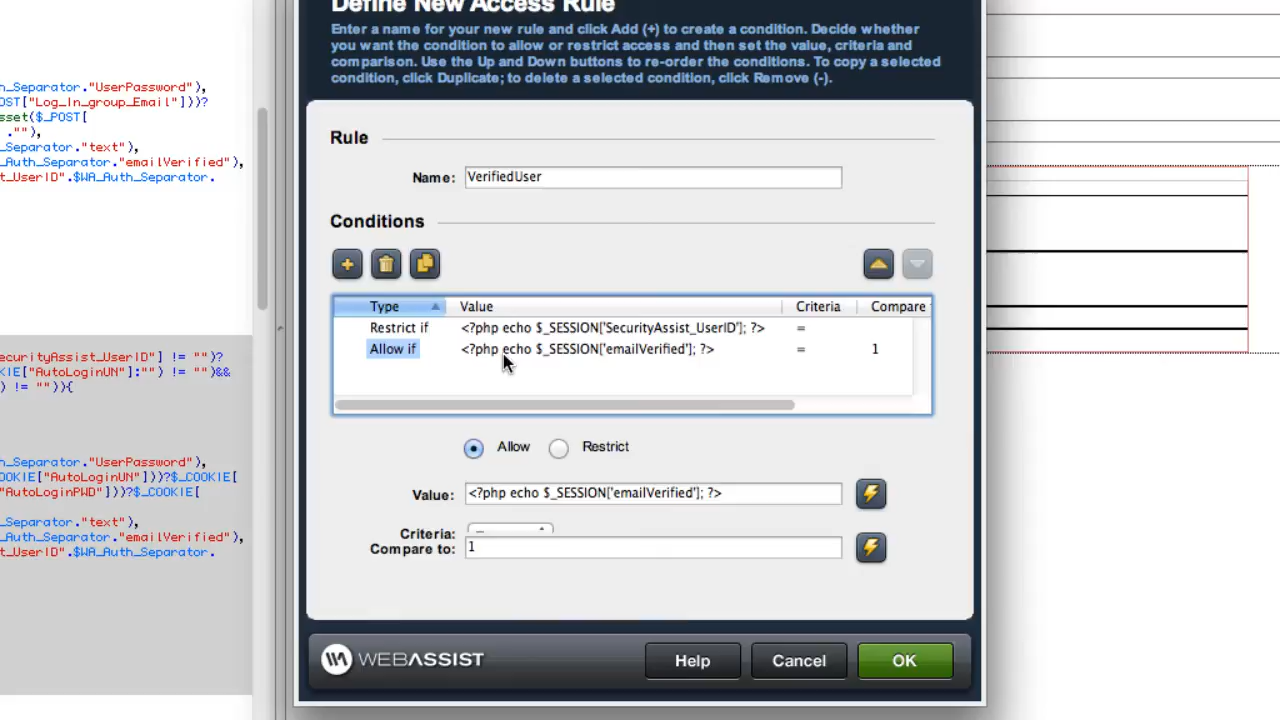 Define New Access Rule
Enter a name for your new rule and click Add (+) to create a condition. Decide whether
you want the condition to allow or restrict access and then set the value, criteria and
comparison. Use the Up and Down buttons to re-order the conditions. To copy a selected
condition, click Duplicate; to delete a selected condition, click Remove (-).
Rule
Name: VerifiedUser
Conditions
Type Value Criteria Compare
Restrict if <?php echo $_SESSION['SecurityAssist_UserID']; ?> =
Allow if <?php echo $_SESSION['emailVerified']; ?> = 1
Allow Restrict
Value: <?php echo $_SESSION['emailVerified']; ?>
Criteria: =
Compare to: 1
WEBASSIST Help Cancel OK
h_Separator."UserPassword"),
OST["Log_In_group_Email"]))?
sset($_POST[
.""),
_Separator."text"),
_Auth_Separator."emailVerified"),
t_UserID".$WA_Auth_Separator.
ecurityAssist_UserID"] != "")?
KIE["AutoLoginUN"]:"") != "")&&
) != "")){
h_Separator."UserPassword"),
OOKIE["AutoLoginUN"]))?$_COOKIE[
"AutoLoginPWD"]))?$_COOKIE[
_Separator."text"),
_Auth_Separator."emailVerified"),
t_UserID".$WA_Auth_Separator.